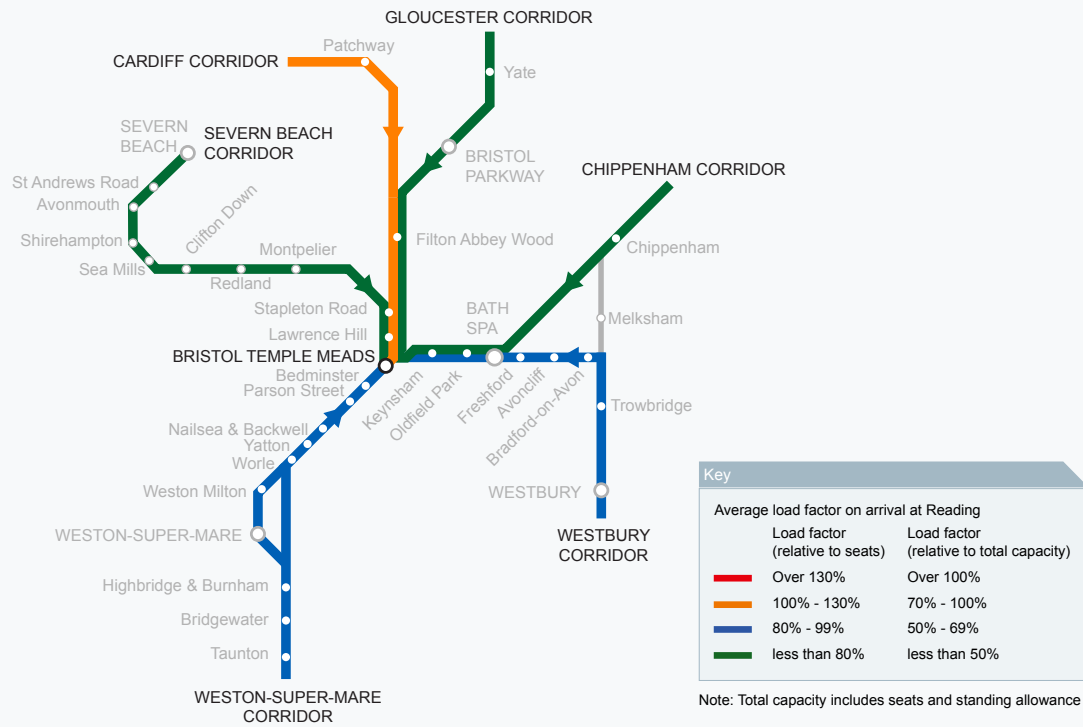 GLOUCESTER CORRIDOR
Patchway
CARDIFF CORRIDOR
Yate
SEVERN
BEACH
SEVERN BEACH
CORRIDOR
BRISTOL
PARKWAY
CHIPPENHAM CORRIDOR
St Andrews Road
Avonmouth
Clifton Down
Shirehampton
Filton Abbey Wood
Chippenham
Montpelier
Sea Mills
Redland
Stapleton Road
BATH
SPA
Melksham
Lawrence Hill
BRISTOL TEMPLE MEADS
Bedminster
Parson Street
Keynsham
Oldfield Park
Freshford
Avoncliff
Bradford-on-Avon
Trowbridge
Nailsea & Backwell
Yatton
Worle
Weston Milton
WESTBURY
WESTON-SUPER-MARE
WESTBURY
CORRIDOR
Highbridge & Burnham
Bridgewater
Taunton
WESTON-SUPER-MARE
CORRIDOR
Key
Average load factor on arrival at Reading
Load factor
(relative to seats)
Load factor
(relative to total capacity)
Over 130% Over 100%
100% - 130% 70% - 100%
80% - 99% 50% - 69%
less than 80% less than 50%
Note: Total capacity includes seats and standing allowance